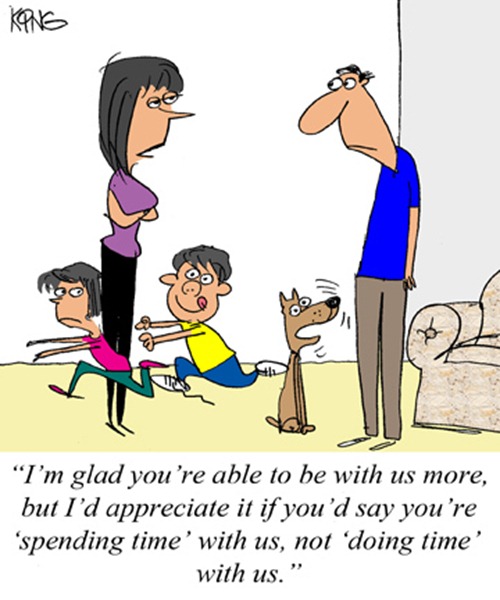 KONG
“I’m glad you’re able to be with us more,
but I’d appreciate it if you’d say you’re
‘spending time’ with us, not ‘doing time’
with us.”